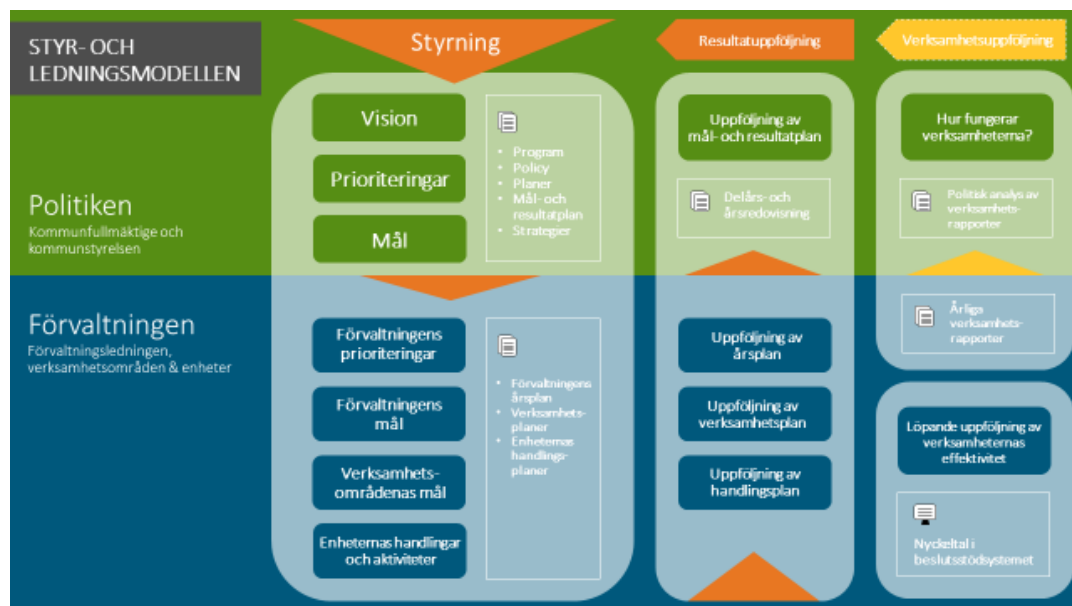 STYR- OCH
LEDNINGSMODELLEN
Styrning
Resultatuppföljning
Verksamhetsuppföljning
Politiken
Kommunfullmäktige och
kommunstyrelsen
Vision
Prioriteringar
Mål
• Program
• Policy
• Planer
• Mål- och
resultatplan
• Strategier
Uppföljning av
mål- och resultatplan
Delårs- och
årsredovisning
Hur fungerar
verksamheterna?
Politisk analys av
verksamhets-
rapporter
Förvaltningen
Förvaltningsledningen,
verksamhetsområden & enheter
Förvaltningens
prioriteringar
Förvaltningens
mål
Verksamhets-
områdenas mål
Enheternas handlingar
och aktiviteter
• Förvaltningens
årsplan
• Verksamhets-
planer
• Enheternas
handlings-
planer
Uppföljning av
årsplan
Uppföljning av
verksamhetsplan
Uppföljning av
handlingsplan
Årliga
verksamhets-
rapporter
Löpande uppföljning av
verksamheternas
effektivitet
Nyckeltal i
beslutsstödsystemet